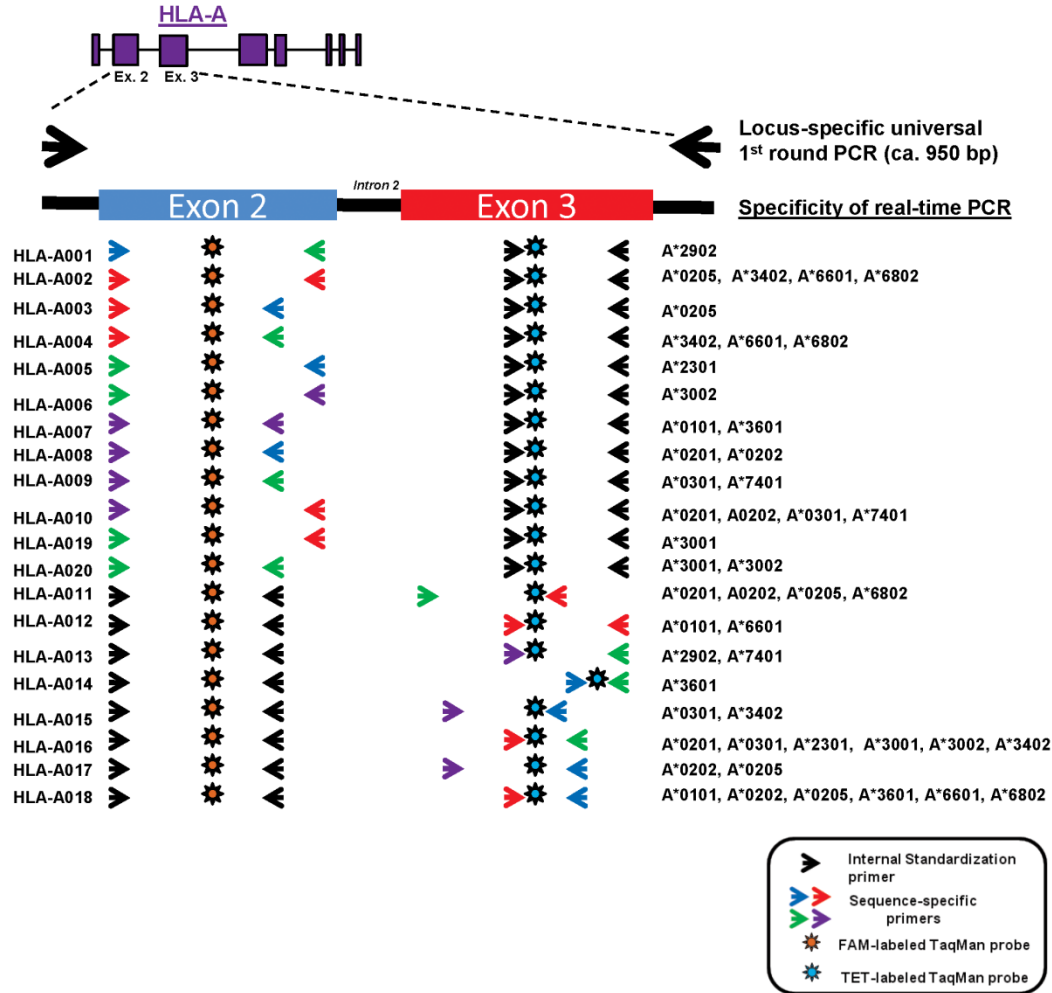 HLA-A
Ex. 2 Ex. 3
Locus-specific universal
1st round PCR (ca. 950 bp)
Intron 2
Exon 2 Exon 3 Specificity of real-time PCR
HLA-A001 A*2902
HLA-A002 A*0205, A*3402, A*6601, A*6802
HLA-A003 A*0205
HLA-A004 A*3402, A*6601, A*6802
HLA-A005 A*2301
HLA-A006 A*3002
HLA-A007 A*0101, A*3601
HLA-A008 A*0201, A*0202
HLA-A009 A*0301, A*7401
HLA-A010 A*0201, A0202, A*0301, A*7401
HLA-A019 A*3001
HLA-A020 A*3001, A*3002
HLA-A011 A*0201, A0202, A*0205, A*6802
HLA-A012 A*0101, A*6601
HLA-A013 A*2902, A*7401
HLA-A014 A*3601
HLA-A015 A*0301, A*3402
HLA-A016 A*0201, A*0301, A*2301, A*3001, A*3002, A*3402
HLA-A017 A*0202, A*0205
HLA-A018 A*0101, A*0202, A*0205, A*3601, A*6601, A*6802
Internal Standardization
primer
Sequence-specific
primers
FAM-labeled TaqMan probe
TET-labeled TaqMan probe